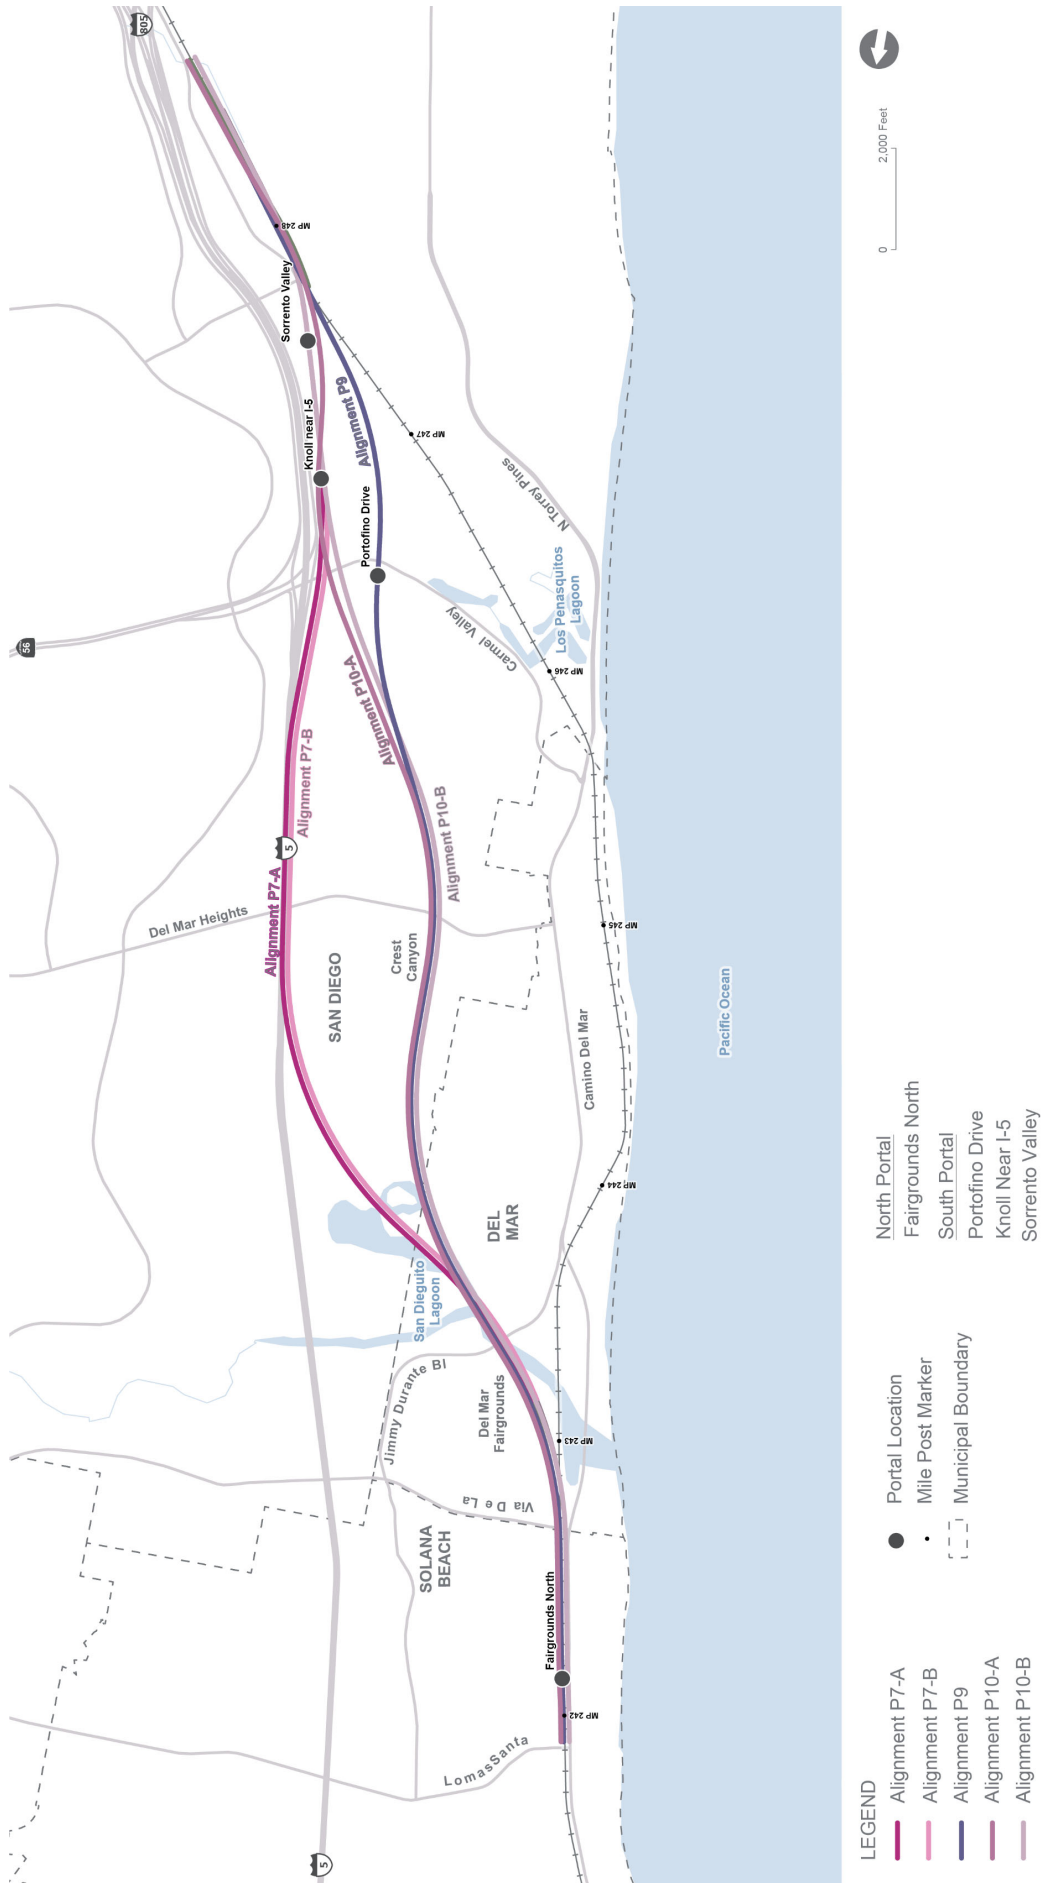 805
56
5
5
MP 248
MP 247
MP 246
MP 245
MP 244
MP 243
MP 242
Sorrento Valley
Knoll near I-5
Portofino Drive
Fairgrounds North
Alignment P9
Alignment P10-A
Alignment P10-B
Alignment P7-B
Alignment P7-A
N Torrey Pines
Carmel Valley
Los Penasquitos
Lagoon
Del Mar Heights
Crest
Canyon
SAN DIEGO
Camino Del Mar
Pacific Ocean
DEL
MAR
San Dieguito
Lagoon
Jimmy Durante Bl
Del Mar
Fairgrounds
Via De La
SOLANA
BEACH
LomasSanta
LEGEND
Alignment P7-A
Alignment P7-B
Alignment P9
Alignment P10-A
Alignment P10-B
Portal Location
Mile Post Marker
Municipal Boundary
North Portal
Fairgrounds North
South Portal
Portofino Drive
Knoll Near I-5
Sorrento Valley
0 2,000 Feet